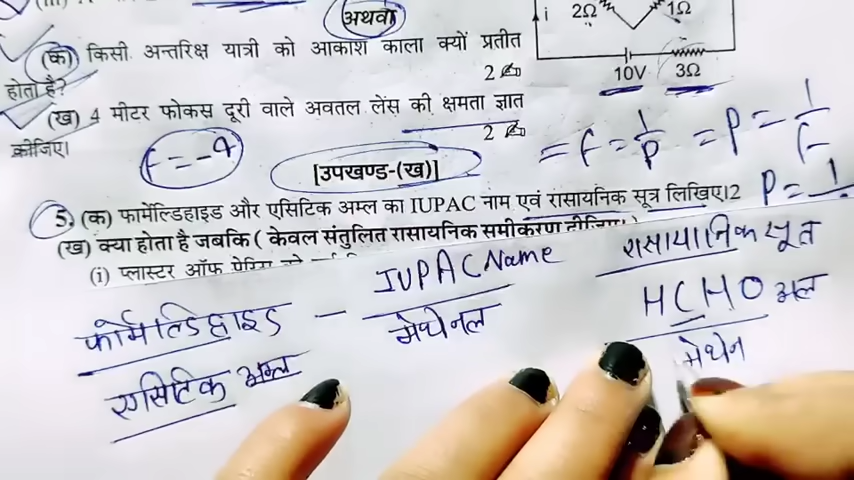 अथवा
i 2Ω 1Ω
(क) किसी अन्तरिक्ष यात्री को आकाश काला क्यों प्रतीत
होता है? 2
10V 3Ω
(ख) 4 मीटर फोकस दूरी वाले अवतल लेंस की क्षमता ज्ञात
कीजिए। 2
f = -4
= f = 1/P = P = 1/f
[उपखण्ड-(ख)]
P = 1
5. (क) फार्मेल्डिहाइड और एसिटिक अम्ल का IUPAC नाम एवं रासायनिक सूत्र लिखिए।2
(ख) क्या होता है जबकि ( केवल संतुलित रासायनिक समीकरण दीजिए।)
(i) प्लास्टर ऑफ पेरिस को
IUPAC Name रासायानिक सूत्र
फोर्माल्डिहाइड - मेथेनल HCHO अल
एसिटिक अम्ल मेथेन